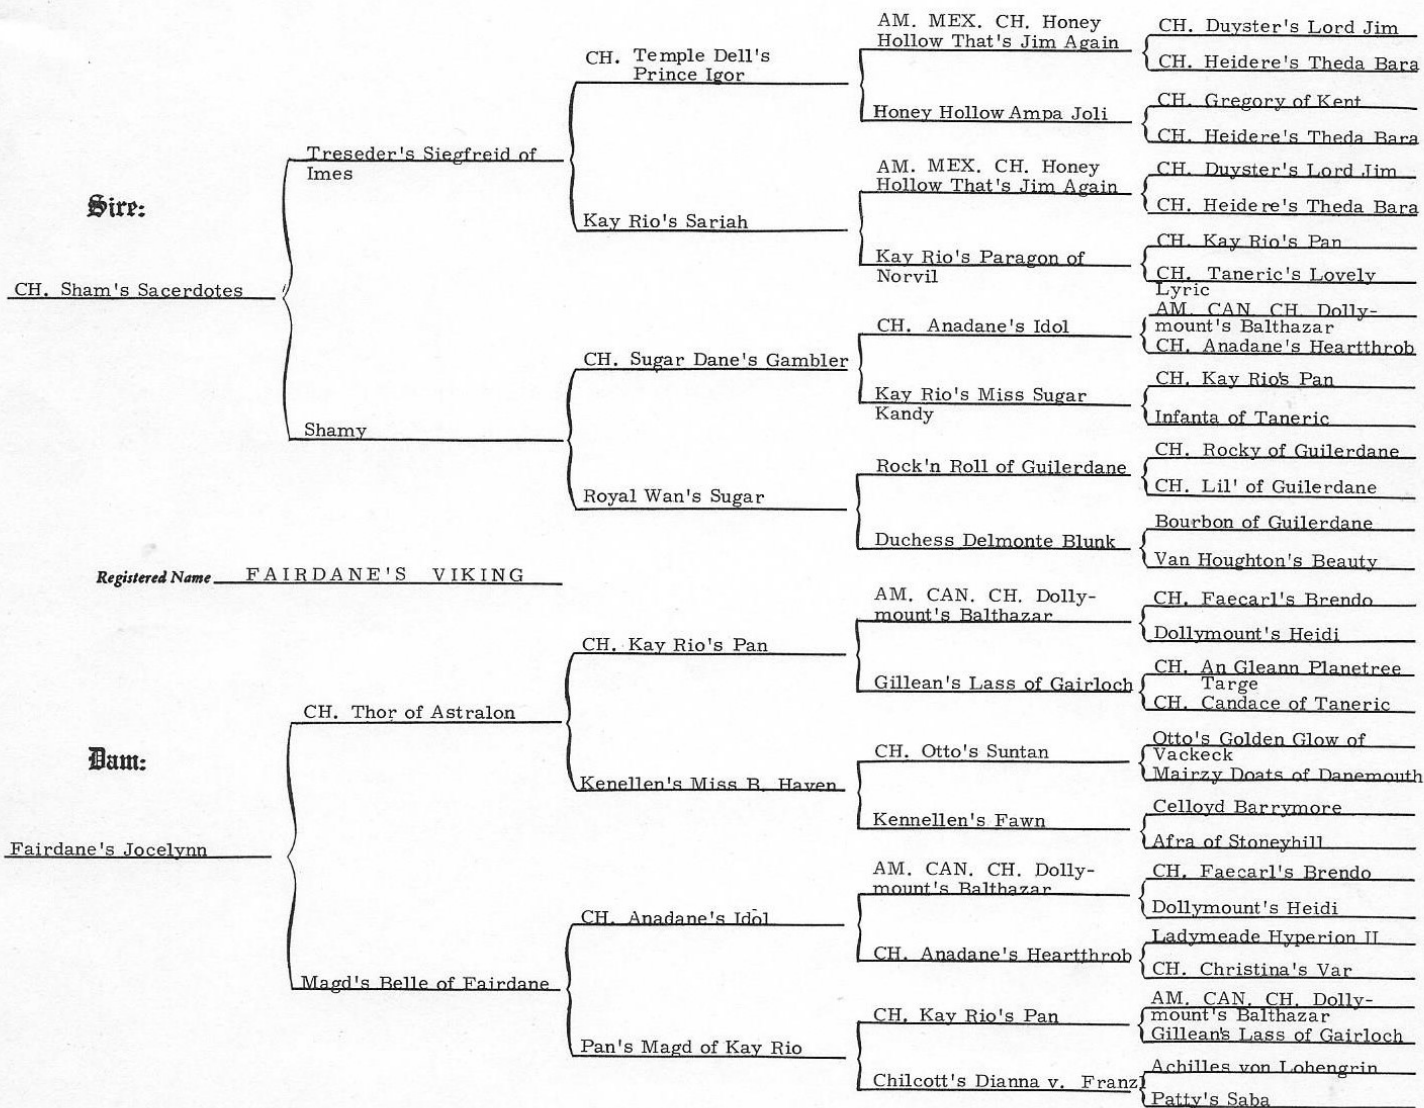 Sire:
CH. Sham's Sacerdotes
Treseder's Siegfreid of
Imes
Shamy
CH. Temple Dell's
Prince Igor
Kay Rio's Sariah
CH. Sugar Dane's Gambler
Royal Wan's Sugar
AM. MEX. CH. Honey
Hollow That's Jim Again
Honey Hollow Ampa Joli
AM. MEX. CH. Honey
Hollow That's Jim Again
Kay Rio's Paragon of
Norvil
CH. Anadane's Idol
Kay Rio's Miss Sugar
Kandy
Rock'n Roll of Guilerdane
Duchess Delmonte Blunk
CH. Duyster's Lord Jim
CH. Heidere's Theda Bara
CH. Gregory of Kent
CH. Heidere's Theda Bara
CH. Duyster's Lord Jim
CH. Heidere's Theda Bara
CH. Kay Rio's Pan
CH. Taneric's Lovely
Lyric
AM. CAN. CH. Dolly-
mount's Balthazar
CH. Anadane's Heartthrob
CH. Kay Rio's Pan
Infanta of Taneric
CH. Rocky of Guilerdane
CH. Lil' of Guilerdane
Bourbon of Guilerdane
Van Houghton's Beauty
Registered Name FAIRDANE'S VIKING
Dam:
Fairdane's Jocelynn
CH. Thor of Astralon
Magd's Belle of Fairdane
CH. Kay Rio's Pan
Kenellen's Miss B. Haven
CH. Anadane's Idol
Pan's Magd of Kay Rio
AM. CAN. CH. Dolly-
mount's Balthazar
Gillean's Lass of Gairloch
CH. Otto's Suntan
Kennellen's Fawn
AM. CAN. CH. Dolly-
mount's Balthazar
CH. Anadane's Heartthrob
CH. Kay Rio's Pan
Chilcott's Dianna v. Franzl
CH. Faecarl's Brendo
Dollymount's Heidi
CH. An Gleann Planetree
Targe
CH. Candace of Taneric
Otto's Golden Glow of
Vackeck
Mairzy Doats of Danemouth
Celloyd Barrymore
Afra of Stoneyhill
CH. Faecarl's Brendo
Dollymount's Heidi
Ladymeade Hyperion II
CH. Christina's Var
AM. CAN. CH. Dolly-
mount's Balthazar
Gillean's Lass of Gairloch
Achilles von Lohengrin
Patty's Saba